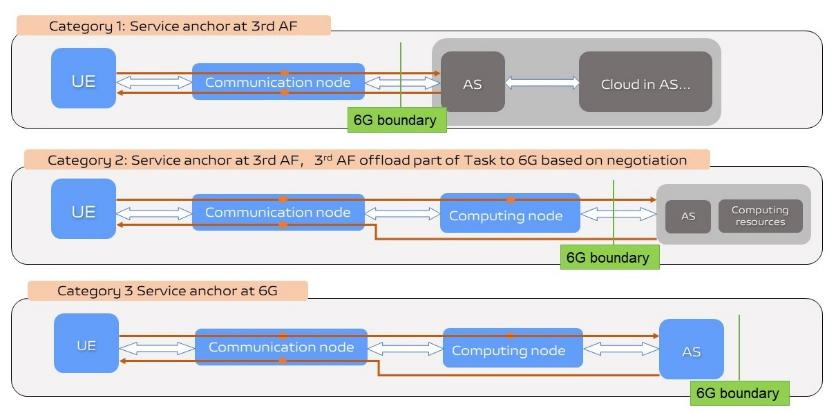 Category 1: Service anchor at 3rd AF
UE
Communication node
AS
Cloud in AS...
6G boundary
Category 2: Service anchor at 3rd AF, 3rd AF offload part of Task to 6G based on negotiation
UE
Communication node
Computing node
AS
Computing
resources
6G boundary
Category 3 Service anchor at 6G
UE
Communication node
Computing node
AS
6G boundary